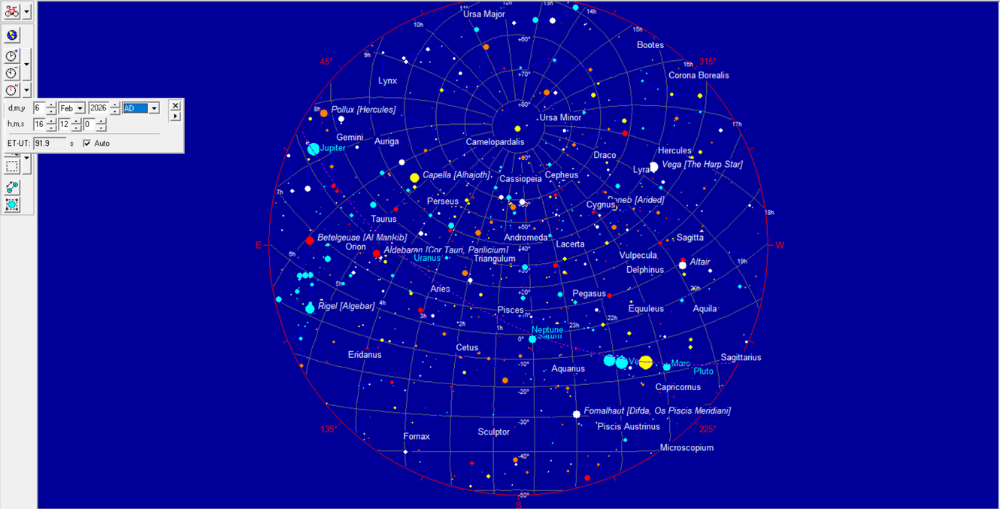 11h
12h
13h
14h
Ursa Major
10h
+60°
15h
Bootes
9h
45°
315°
16h
Lynx
+70°
Corona Borealis
d,m,y 6 Feb 2026 AD
+80°
8h
Pollux [Hercules]
Ursa Minor
17h
h,m,s 16 12 0
Gemini
Auriga
Camelopardalis
ET-UT: 91.9 s Auto
Jupiter
Hercules
Draco
Lyra
Vega [The Harp Star]
Capella [Alhajoth]
Cassiopeia
Cepheus
7h
Perseus
Cygnus
Deneb [Arided]
18h
+50°
Taurus
Betelgeuse [Al Mankib]
Andromeda
Sagitta
E
Orion
Aldebaran [Cor Tauri, Parilicium]
+40°
Lacerta
W
6h
Uranus
Triangulum
Vulpecula
Altair
19h
+30°
Delphinus
5h
Aries
+20°
Pegasus
20h
Rigel [Algebar]
4h
Pisces
Equuleus
Aquila
3h
+10°
22h
2h
1h
23h
Neptune
0°
Saturn
Eridanus
Cetus
Sagittarius
-10°
Aquarius
Mars
Pluto
Capricornus
-20°
Fomalhaut [Difda, Os Piscis Meridiani]
-30°
135°
Fornax
Sculptor
Piscis Austrinus
225°
Microscopium
-40°
-50°
S